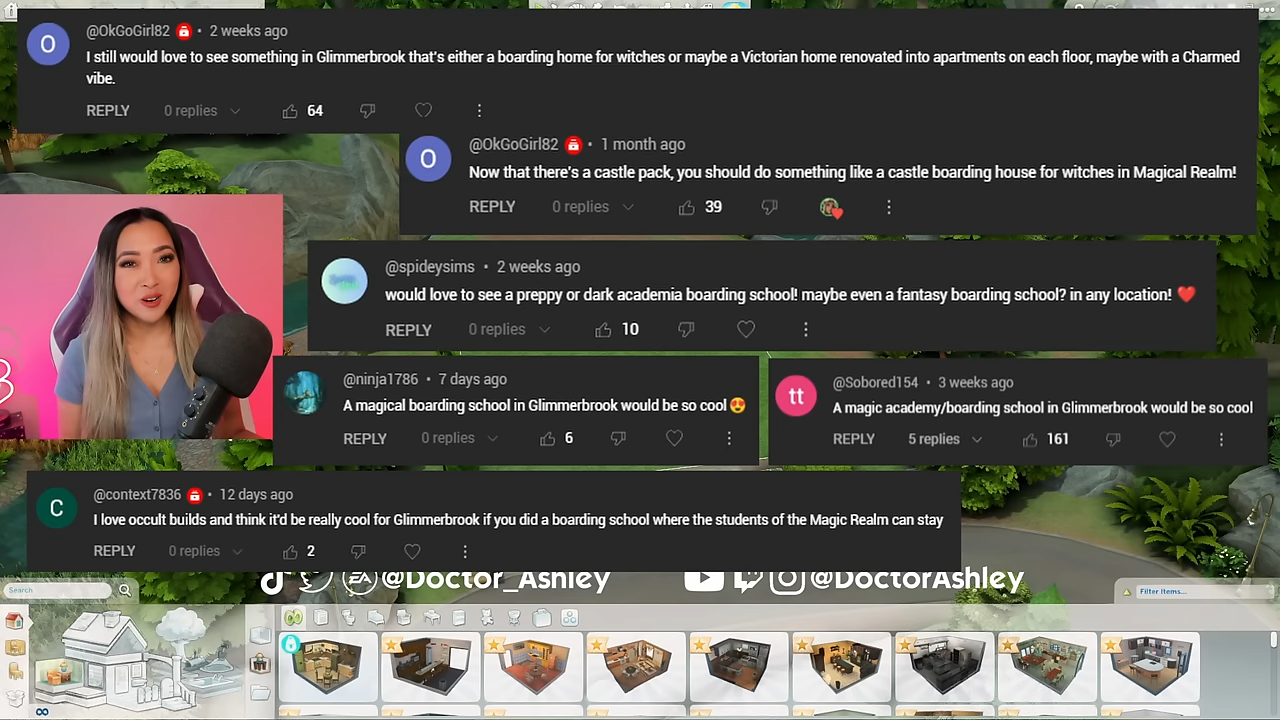 O
@OkGoGirl82 • 2 weeks ago
I still would love to see something in Glimmerbrook that's either a boarding home for witches or maybe a Victorian home renovated into apartments on each floor, maybe with a Charmed
vibe.
REPLY 0 replies 64
O
@OkGoGirl82 • 1 month ago
Now that there's a castle pack, you should do something like a castle boarding house for witches in Magical Realm!
REPLY 0 replies 39
@spideysims • 2 weeks ago
would love to see a preppy or dark academia boarding school! maybe even a fantasy boarding school? in any location! ❤️
REPLY 0 replies 10
@ninja1786 • 7 days ago
A magical boarding school in Glimmerbrook would be so cool😍
REPLY 0 replies 6
tt
@Sobored154 • 3 weeks ago
A magic academy/boarding school in Glimmerbrook would be so cool
REPLY 5 replies 161
C
@context7836 • 12 days ago
I love occult builds and think it'd be really cool for Glimmerbrook if you did a boarding school where the students of the Magic Realm can stay
REPLY 0 replies 2
EA @Doctor_Ashley @DoctorAshley
Search
Filter Items...